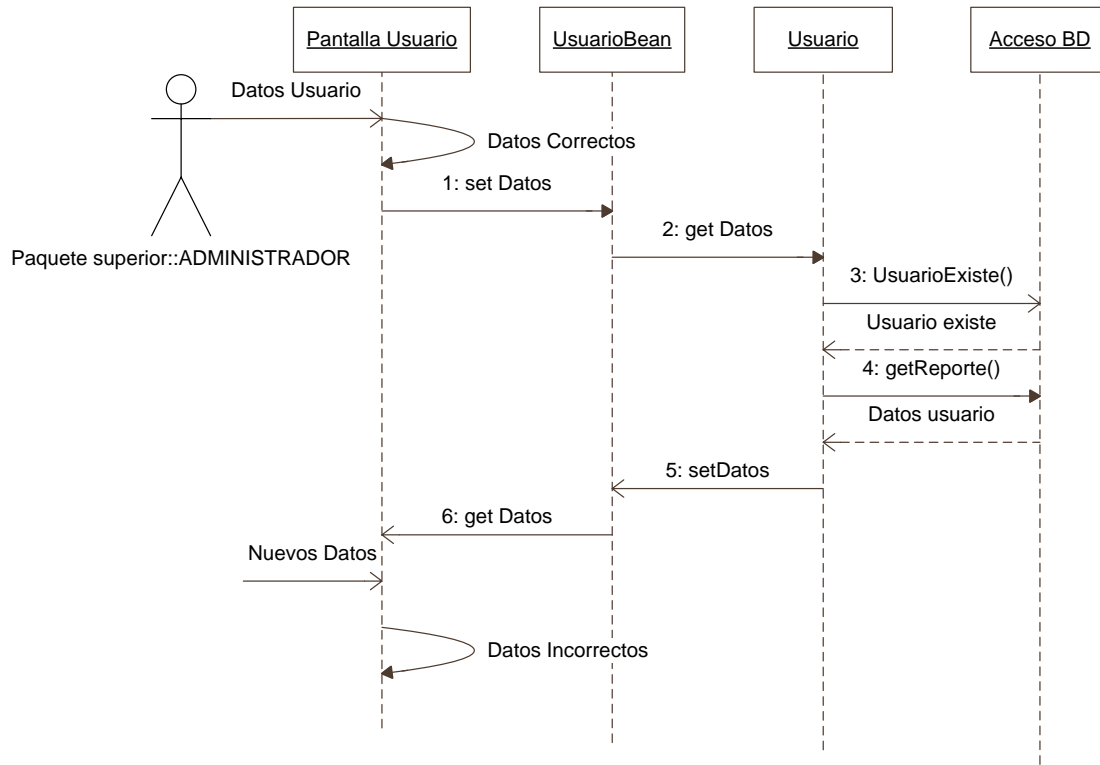 Pantalla Usuario
UsuarioBean
Usuario
Acceso BD
Datos Usuario
Datos Correctos
1: set Datos
2: get Datos
Paquete superior::ADMINISTRADOR
3: UsuarioExiste()
Usuario existe
4: getReporte()
Datos usuario
5: setDatos
6: get Datos
Nuevos Datos
Datos Incorrectos